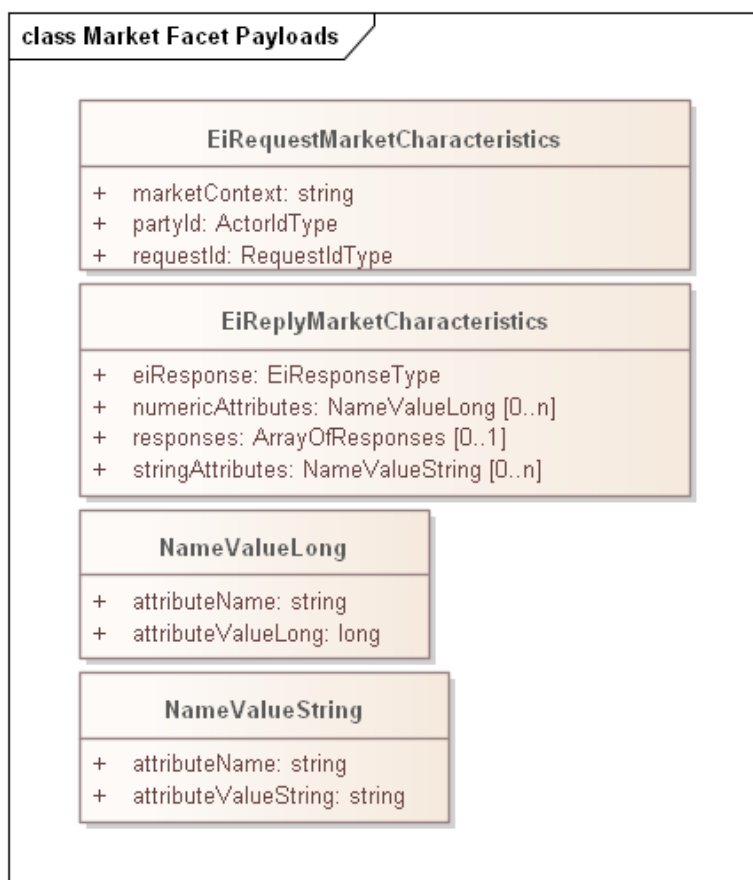 class Market Facet Payloads
EiRequestMarketCharacteristics
+ marketContext: string
+ partyId: ActorIdType
+ requestId: RequestIdType
EiReplyMarketCharacteristics
+ eiResponse: EiResponseType
+ numericAttributes: NameValueLong [0..n]
+ responses: ArrayOfResponses [0..1]
+ stringAttributes: NameValueString [0..n]
NameValueLong
+ attributeName: string
+ attributeValueLong: long
NameValueString
+ attributeName: string
+ attributeValueString: string